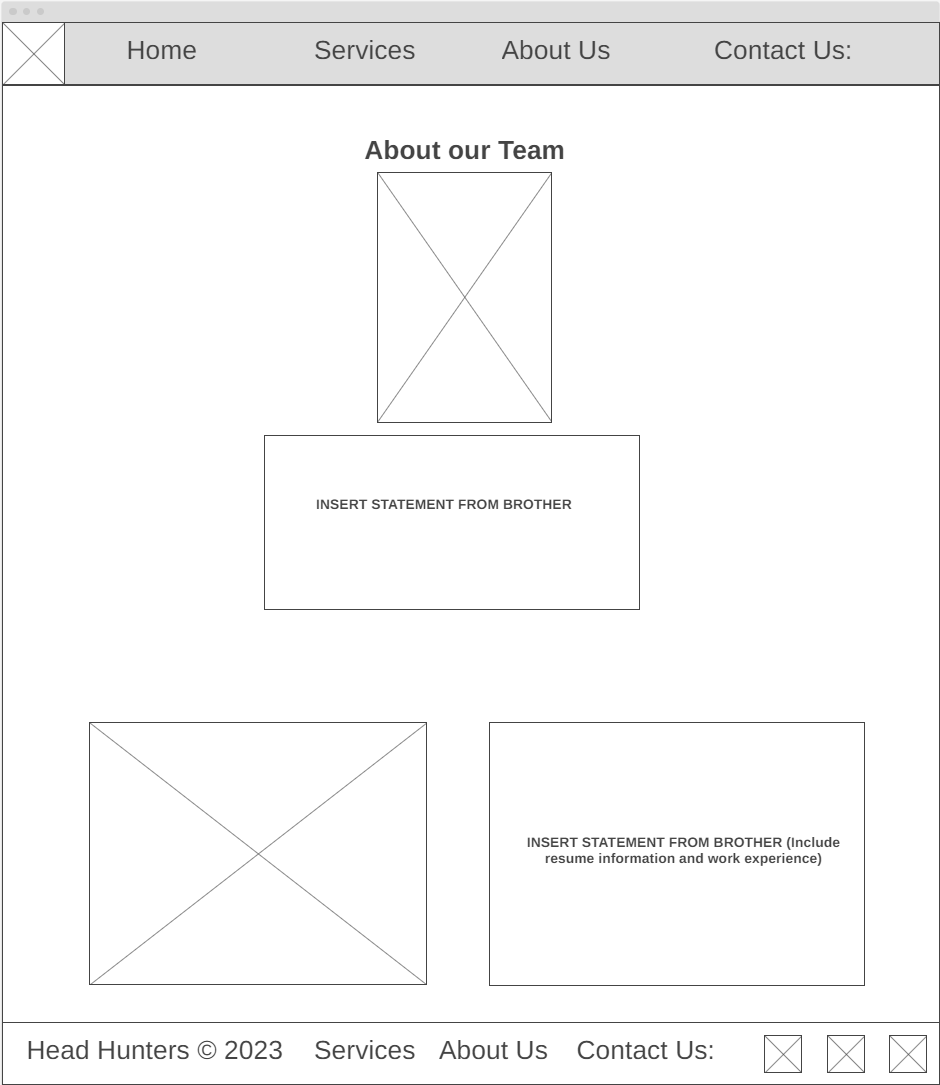 Home Services About Us Contact Us:
About our Team
INSERT STATEMENT FROM BROTHER
INSERT STATEMENT FROM BROTHER (Include
resume information and work experience)
Head Hunters © 2023 Services About Us Contact Us: